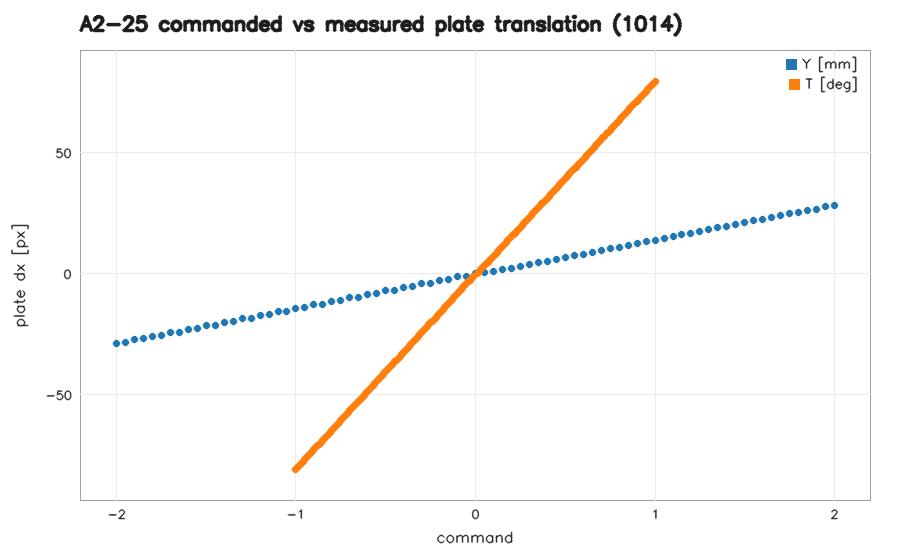 A2-25 commanded vs measured plate translation (1014)
Y [mm]
T [deg]
50
0
-50
plate dx [px]
-2
-1
0
1
2
command